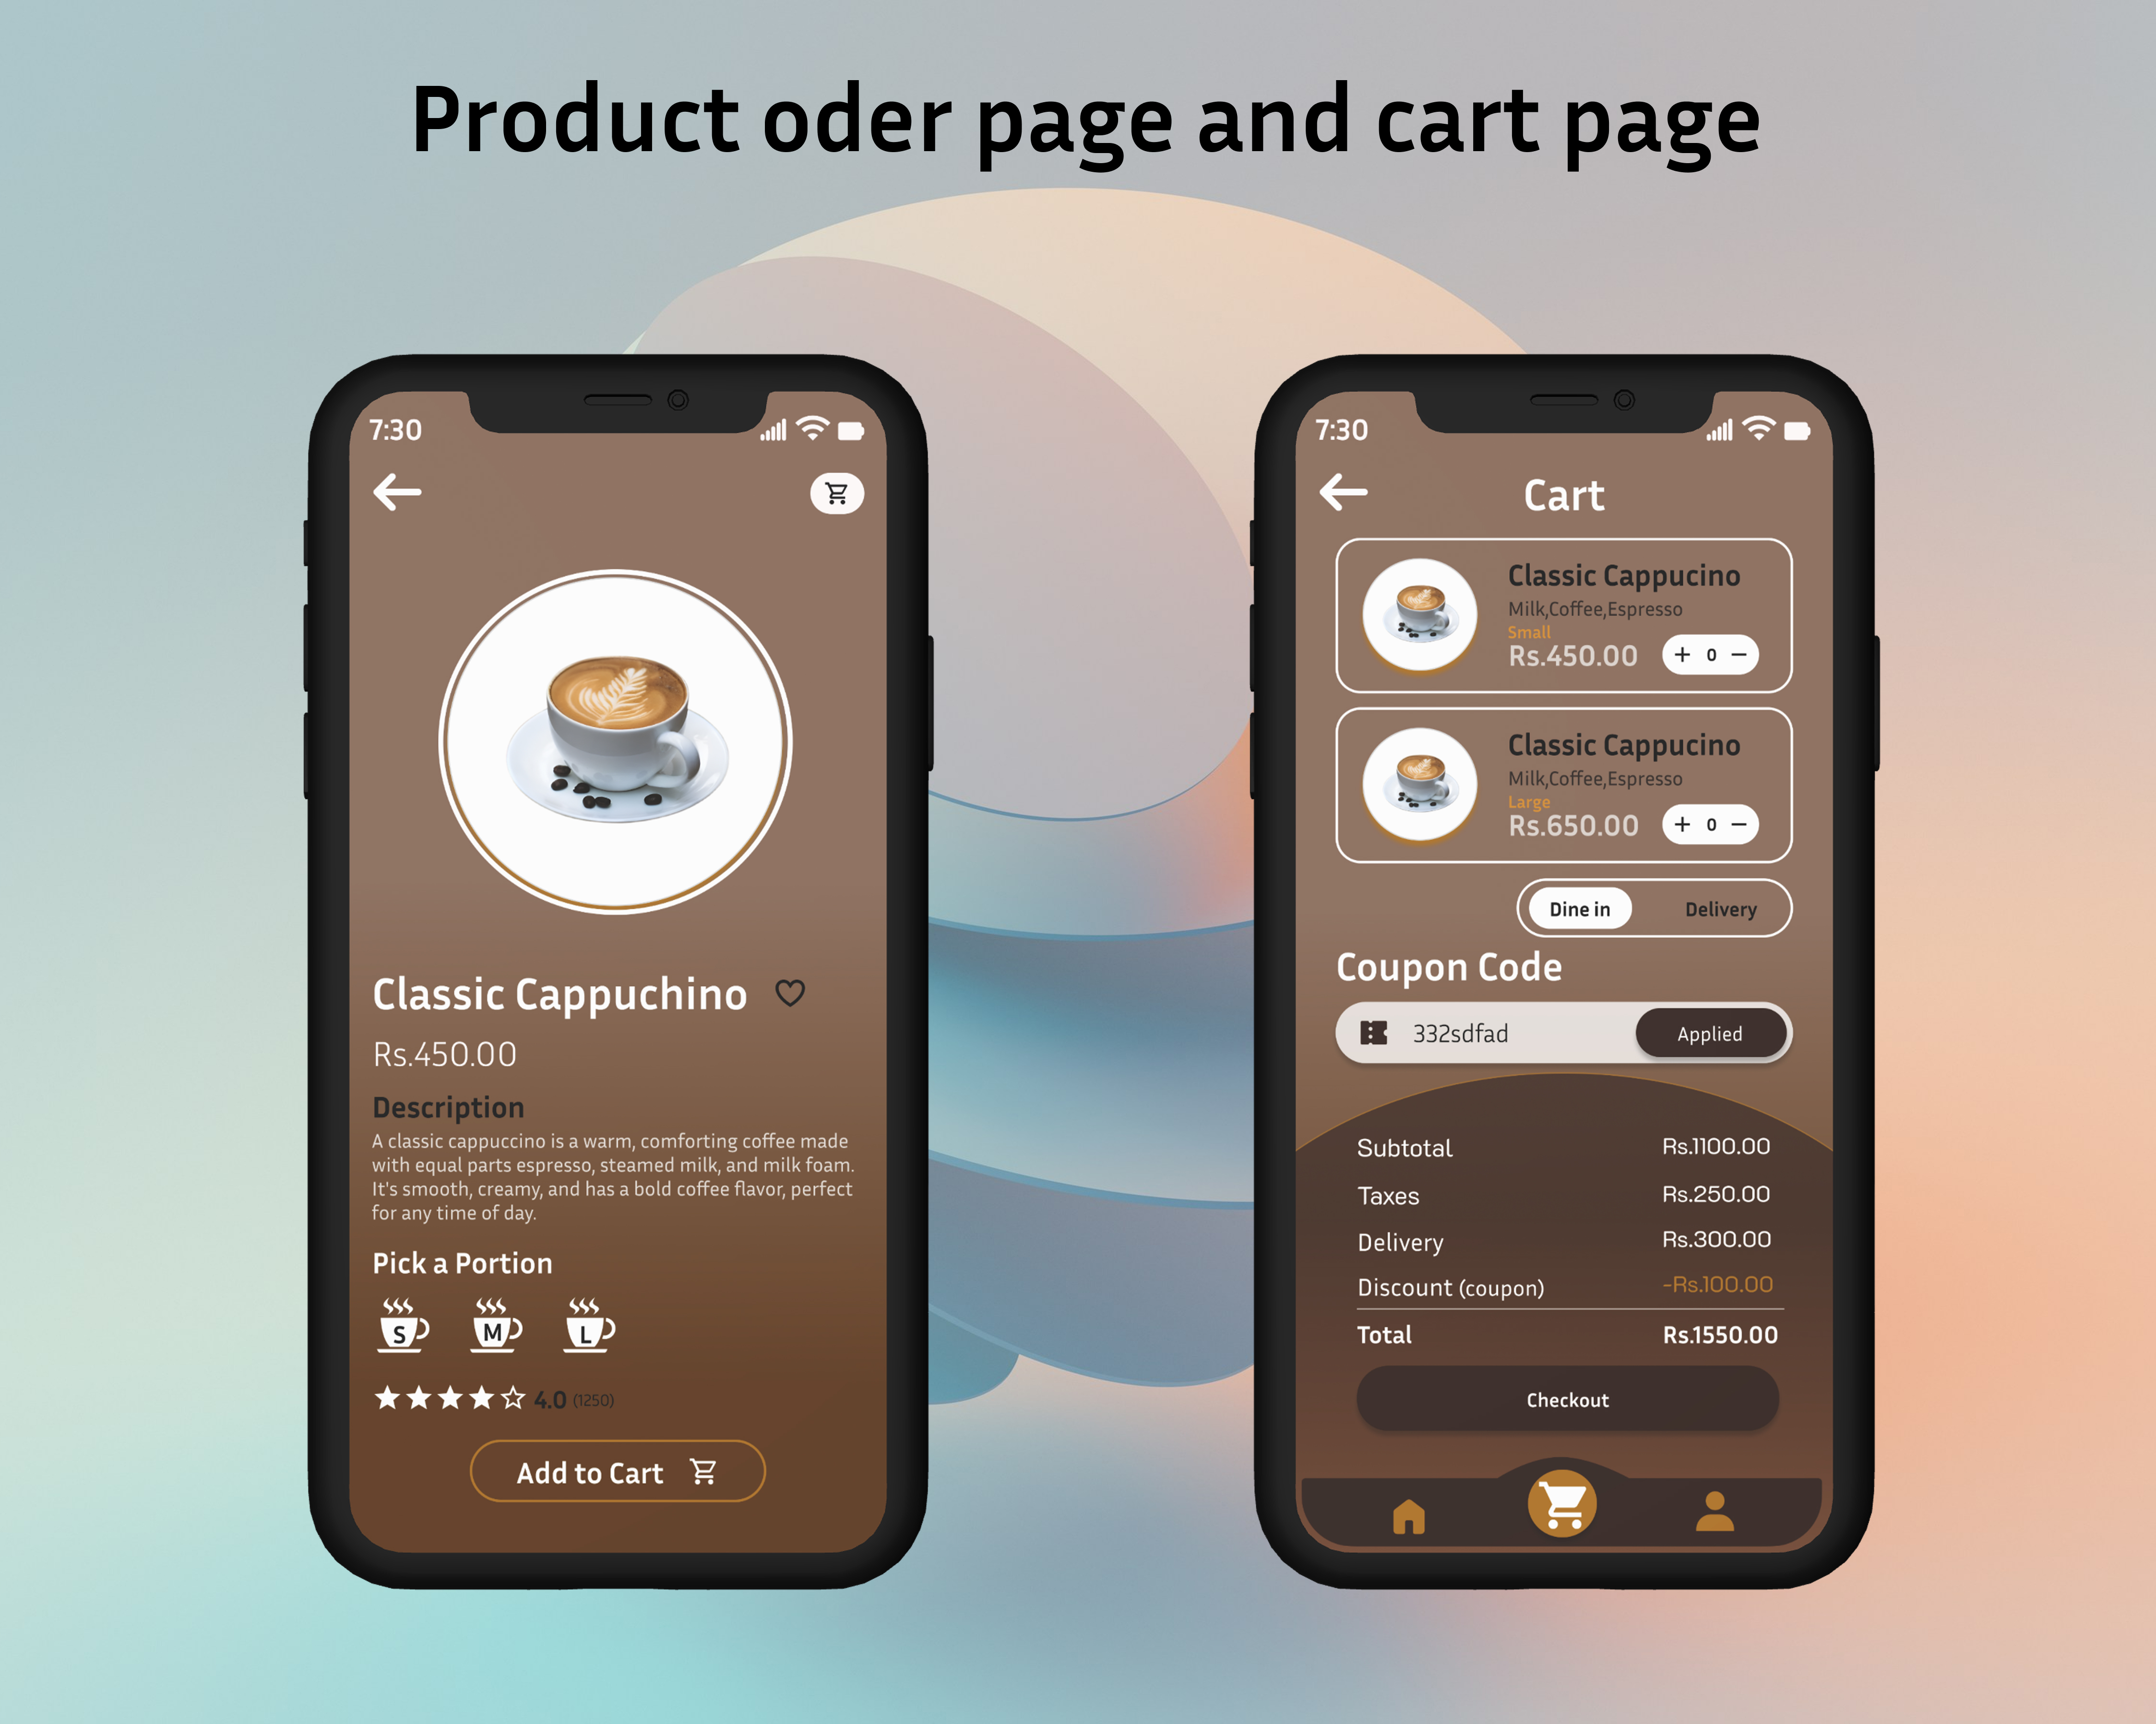 Product oder page and cart page
7:30
Classic Cappuchino
Rs.450.00
Description
A classic cappuccino is a warm, comforting coffee made
with equal parts espresso, steamed milk, and milk foam.
It's smooth, creamy, and has a bold coffee flavor, perfect
for any time of day.
Pick a Portion
S M L
4.0 (1250)
Add to Cart
7:30
Cart
Classic Cappucino
Milk,Coffee,Espresso
Small
Rs.450.00 + 0 −
Classic Cappucino
Milk,Coffee,Espresso
Large
Rs.650.00 + 0 −
Dine in Delivery
Coupon Code
332sdfad Applied
Subtotal Rs.1100.00
Taxes Rs.250.00
Delivery Rs.300.00
Discount (coupon) -Rs.100.00
Total Rs.1550.00
Checkout